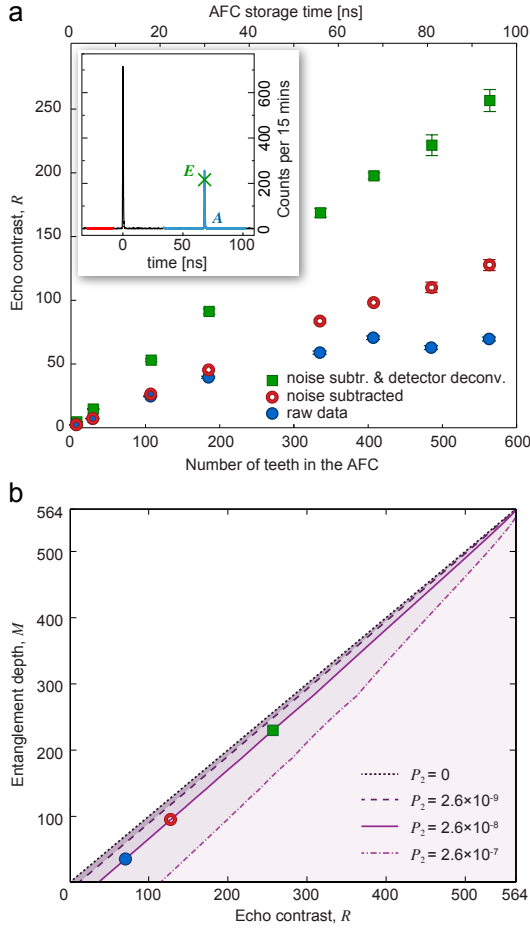 a
AFC storage time [ns]
0 20 40 60 80 100
250
200
150
100
50
0
Echo contrast, R
600
400
200
0
Counts per 15 mins
E
A
0 50 100
time [ns]
noise subtr. & detector deconv.
noise subtracted
raw data
0 100 200 300 400 500 600
Number of teeth in the AFC
b
564
500
400
300
200
100
Entanglement depth, M
P₂ = 0
P₂ = 2.6×10⁻⁹
P₂ = 2.6×10⁻⁸
P₂ = 2.6×10⁻⁷
0 100 200 300 400 500 564
Echo contrast, R